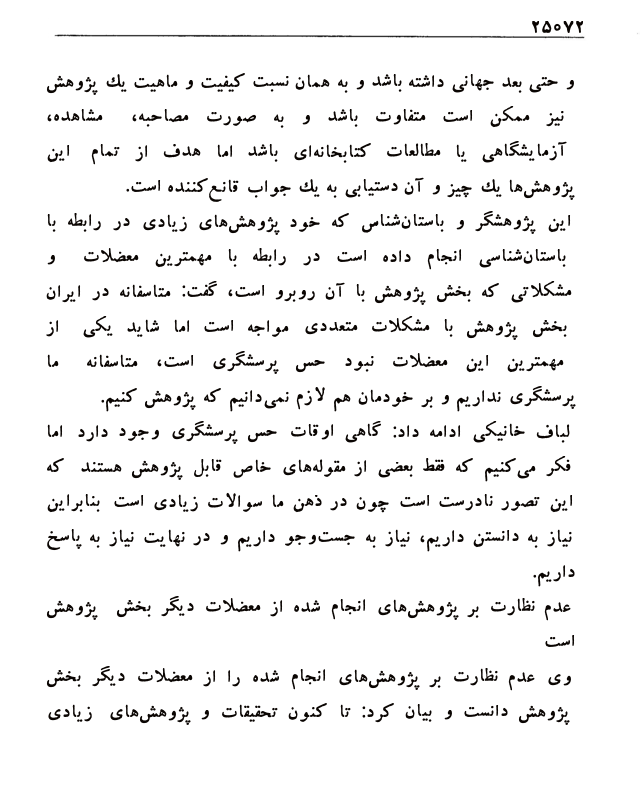 ۲۵۰۷۲
و حتی بعد جهانی داشته باشد و به همان نسبت کیفیت و ماهیت یك پژوهش
نیز ممکن است متفاوت باشد و به صورت مصاحبه، مشاهده،
آزمایشگاهی یا مطالعات کتابخانه‌ای باشد اما هدف از تمام این
پژوهش‌ها یك چیز و آن دستیابی به یك جواب قانع‌کننده است.
این پژوهشگر و باستان‌شناس که خود پژوهش‌های زیادی در رابطه با
باستان‌شناسی انجام داده است در رابطه با مهمترین معضلات و
مشکلاتی که بخش پژوهش با آن روبرو است، گفت: متاسفانه در ایران
بخش پژوهش با مشکلات متعددی مواجه است اما شاید یکی از
مهمترین این معضلات نبود حس پرسشگری است، متاسفانه ما
پرسشگری نداریم و بر خودمان هم لازم نمی‌دانیم که پژوهش کنیم.
لباف خانیکی ادامه داد: گاهی اوقات حس پرسشگری وجود دارد اما
فکر می‌کنیم که فقط بعضی از مقوله‌های خاص قابل پژوهش هستند که
این تصور نادرست است چون در ذهن ما سوالات زیادی است بنابراین
نیاز به دانستن داریم، نیاز به جست‌وجو داریم و در نهایت نیاز به پاسخ
داریم.
عدم نظارت بر پژوهش‌های انجام شده از معضلات دیگر بخش پژوهش
است
وی عدم نظارت بر پژوهش‌های انجام شده را از معضلات دیگر بخش
پژوهش دانست و بیان کرد: تا کنون تحقیقات و پژوهش‌های زیادی